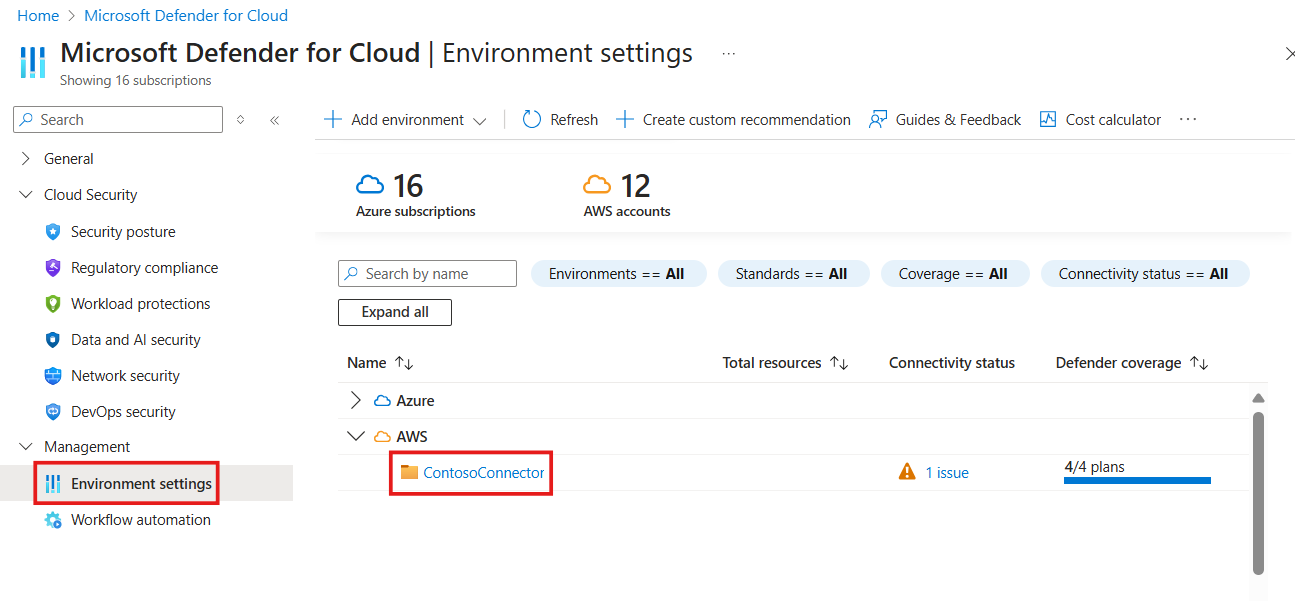 Home > Microsoft Defender for Cloud
Microsoft Defender for Cloud | Environment settings ...
Showing 16 subscriptions
Search
General
Cloud Security
Security posture
Regulatory compliance
Workload protections
Data and AI security
Network security
DevOps security
Management
Environment settings
Workflow automation
Add environment Refresh Create custom recommendation Guides & Feedback Cost calculator ...
16 12
Azure subscriptions AWS accounts
Search by name Environments == All Standards == All Coverage == All Connectivity status == All
Expand all
Name Total resources Connectivity status Defender coverage
Azure
AWS
ContosoConnector 1 issue 4/4 plans